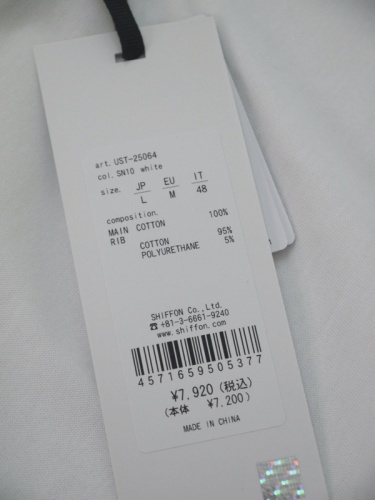 art. UST-25064
col. SN10 white
size. JP EU IT
L M 48
composition.
MAIN COTTON 100%
RIB COTTON 95%
POLYURETHANE 5%
SHIFFON Co., Ltd.
☎+81-3-6661-9240
www.shiffon.com
4571659505377
¥7,920(税込)
(本体 ¥7,200)
MADE IN CHINA